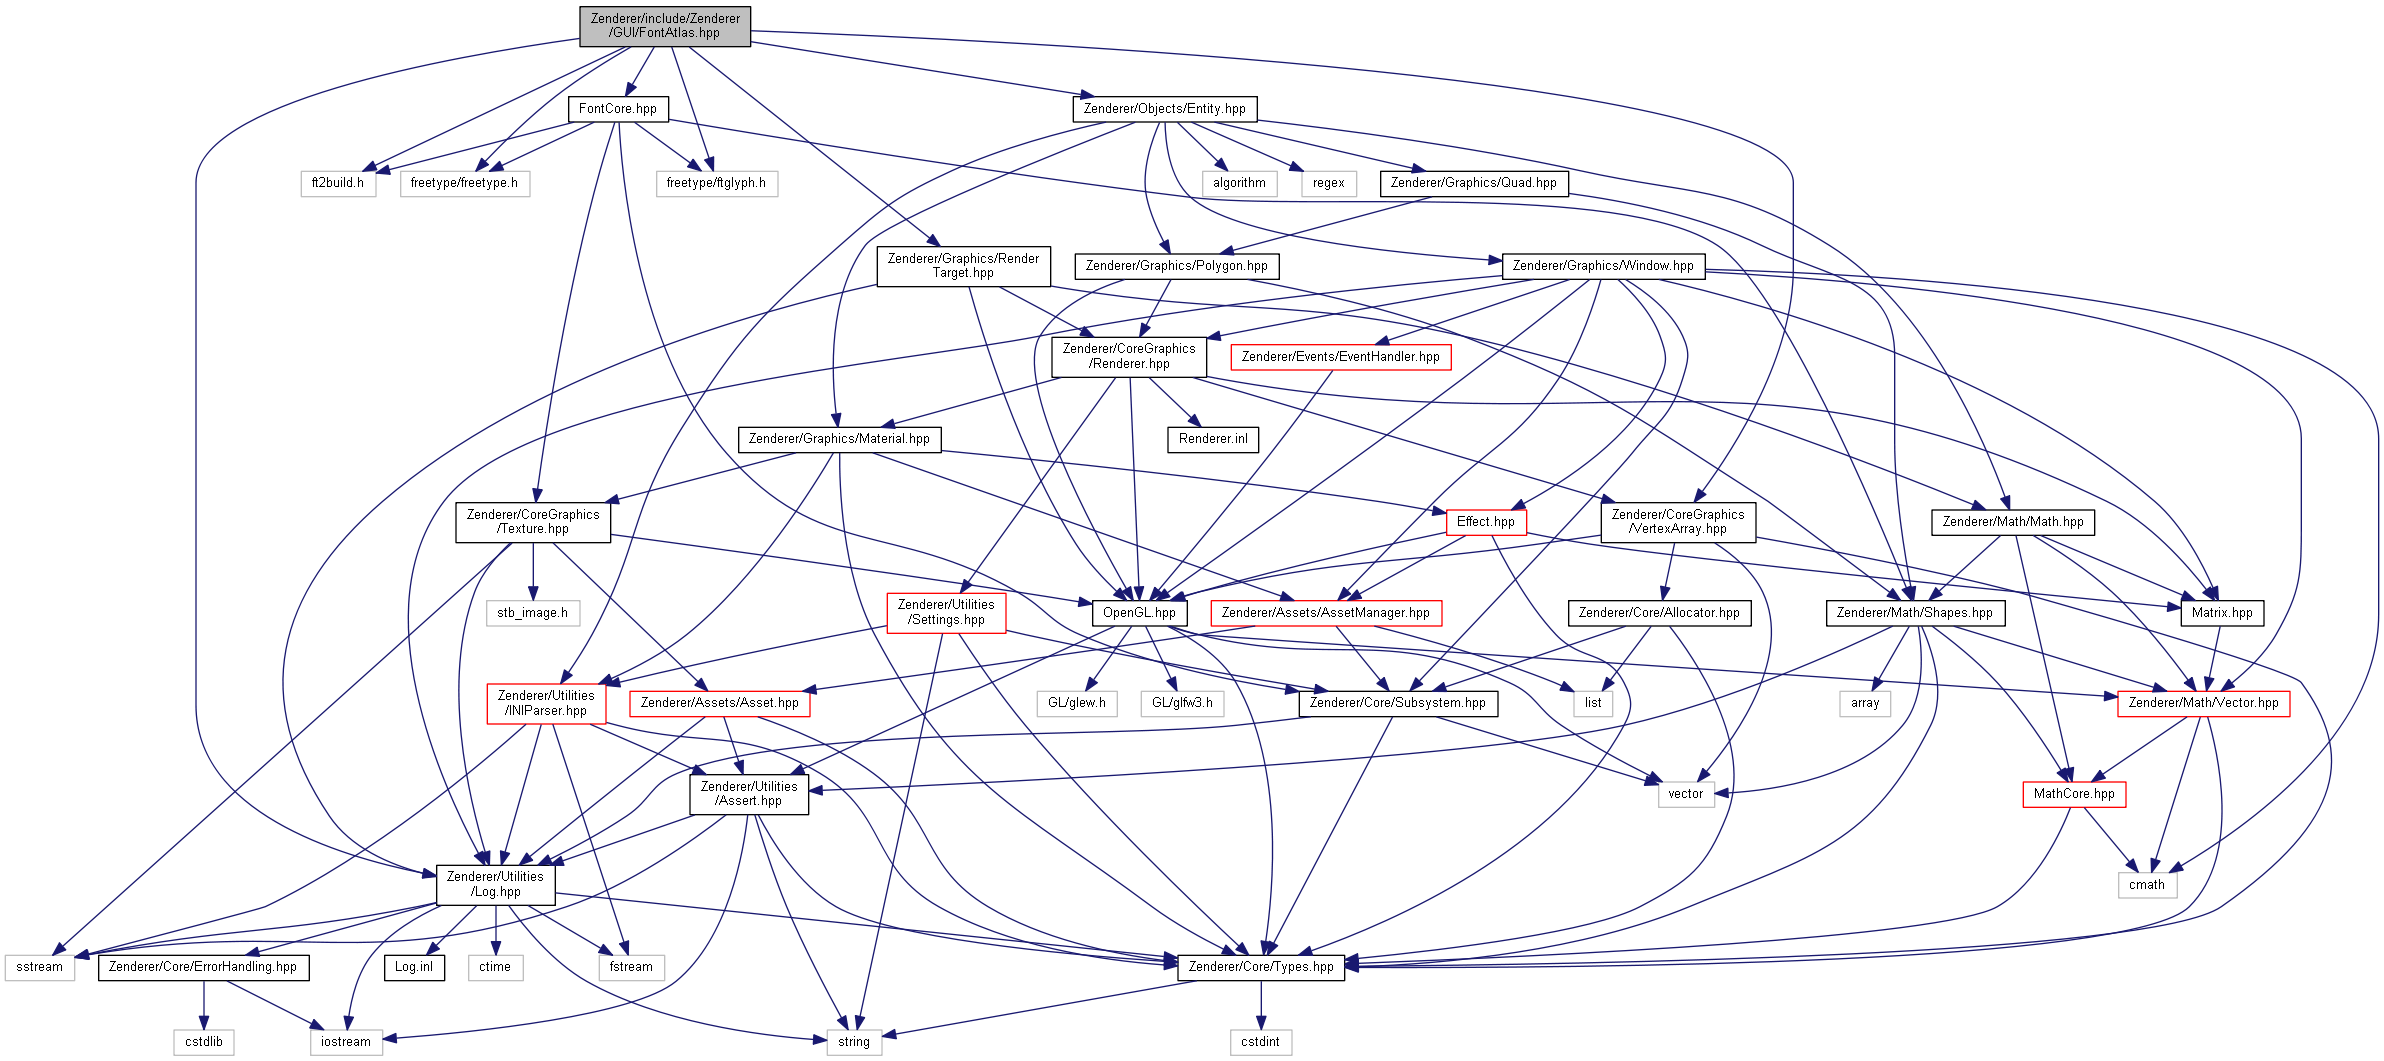 Zenderer/include/Zenderer
/GUI/FontAtlas.hpp
FontCore.hpp
Zenderer/Objects/Entity.hpp
ft2build.h
freetype/freetype.h
freetype/ftglyph.h
algorithm
regex
Zenderer/Graphics/Quad.hpp
Zenderer/Graphics/Render
Target.hpp
Zenderer/Graphics/Polygon.hpp
Zenderer/Graphics/Window.hpp
Zenderer/CoreGraphics
/Renderer.hpp
Zenderer/Events/EventHandler.hpp
Zenderer/Graphics/Material.hpp
Renderer.inl
Zenderer/CoreGraphics
/Texture.hpp
Effect.hpp
Zenderer/CoreGraphics
/VertexArray.hpp
Zenderer/Math/Math.hpp
stb_image.h
Zenderer/Utilities
/Settings.hpp
OpenGL.hpp
Zenderer/Assets/AssetManager.hpp
Zenderer/Core/Allocator.hpp
Zenderer/Math/Shapes.hpp
Matrix.hpp
Zenderer/Utilities
/INIParser.hpp
Zenderer/Assets/Asset.hpp
GL/glew.h
GL/glfw3.h
Zenderer/Core/Subsystem.hpp
list
array
Zenderer/Math/Vector.hpp
Zenderer/Utilities
/Assert.hpp
vector
MathCore.hpp
Zenderer/Utilities
/Log.hpp
cmath
sstream
Zenderer/Core/ErrorHandling.hpp
Log.inl
ctime
fstream
Zenderer/Core/Types.hpp
cstdlib
iostream
string
cstdint